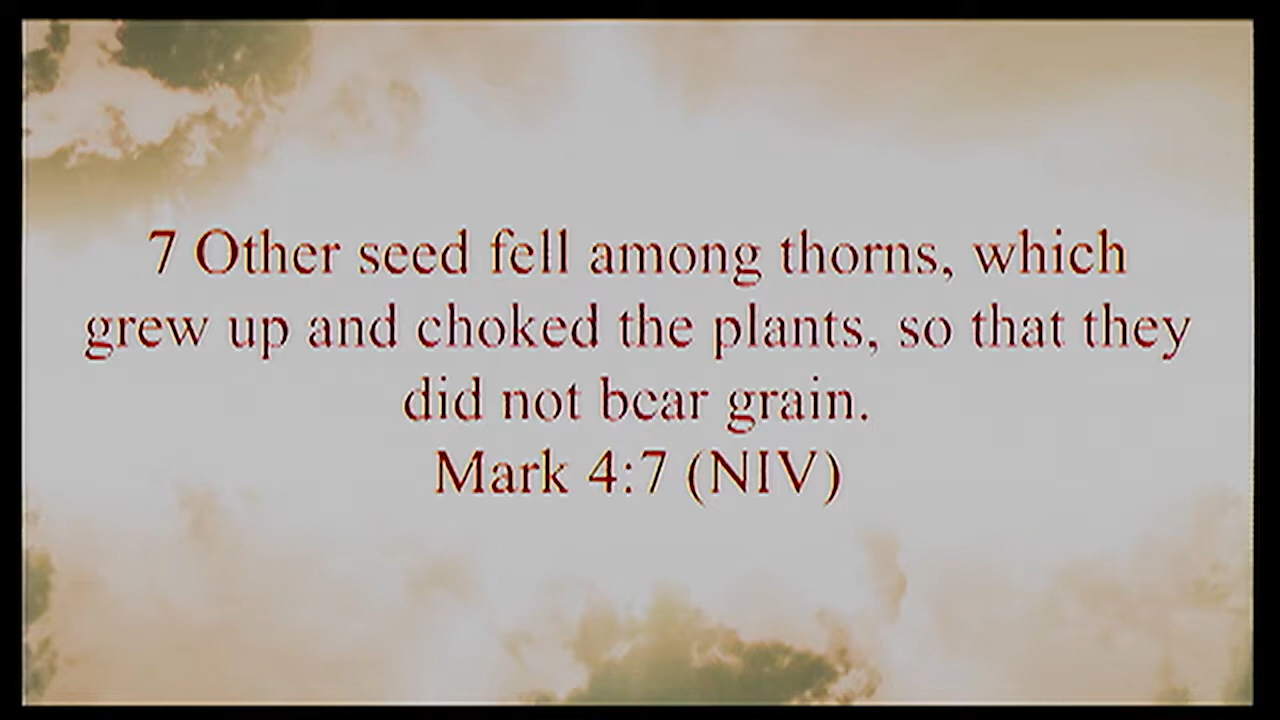 7 Other seed fell among thorns, which
grew up and choked the plants, so that they
did not bear grain.
Mark 4:7 (NIV)